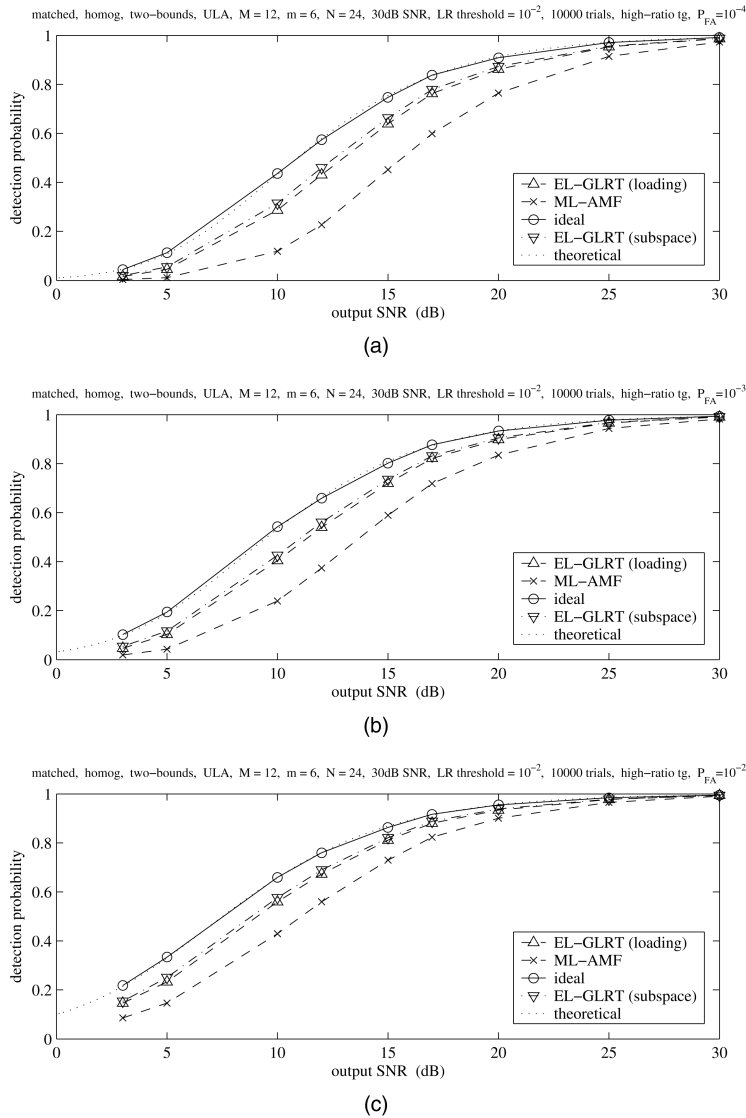 matched, homog, two−bounds, ULA, M = 12, m = 6, N = 24, 30dB SNR, LR threshold = 10⁻², 10000 trials, high−ratio tg, P_FA=10⁻⁴
1
0.8
0.6
0.4
0.2
0
detection probability
EL−GLRT (loading)
ML−AMF
ideal
EL−GLRT (subspace)
theoretical
0 5 10 15 20 25 30
output SNR (dB)
(a)
matched, homog, two−bounds, ULA, M = 12, m = 6, N = 24, 30dB SNR, LR threshold = 10⁻², 10000 trials, high−ratio tg, P_FA=10⁻³
1
0.8
0.6
0.4
0.2
0
detection probability
EL−GLRT (loading)
ML−AMF
ideal
EL−GLRT (subspace)
theoretical
0 5 10 15 20 25 30
output SNR (dB)
(b)
matched, homog, two−bounds, ULA, M = 12, m = 6, N = 24, 30dB SNR, LR threshold = 10⁻², 10000 trials, high−ratio tg, P_FA=10⁻²
1
0.8
0.6
0.4
0.2
0
detection probability
EL−GLRT (loading)
ML−AMF
ideal
EL−GLRT (subspace)
theoretical
0 5 10 15 20 25 30
output SNR (dB)
(c)